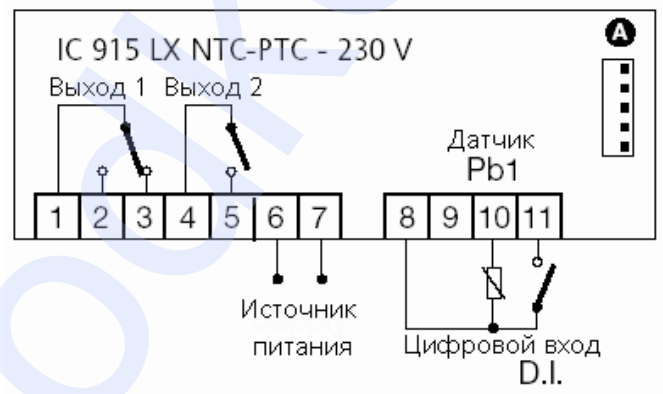 IC 915 LX NTC-PTC - 230 V
A
Выход 1 Выход 2
Датчик
Pb1
1 2 3 4 5 6 7 8 9 10 11
Источник
питания
Цифровой вход
D.I.